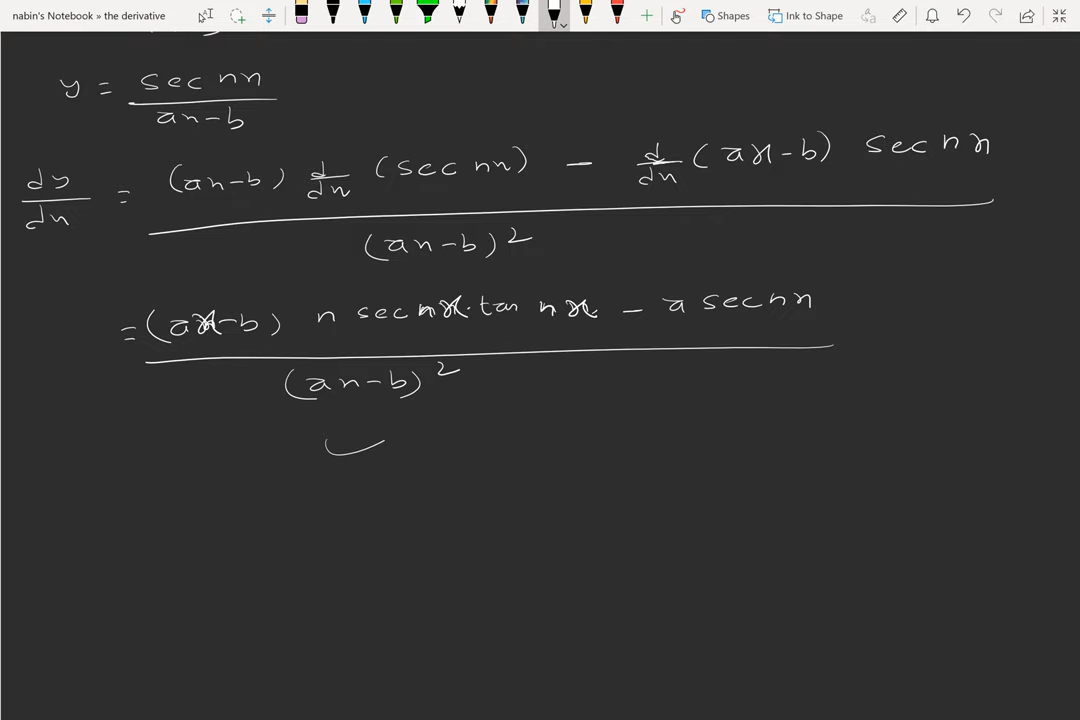 nabin's Notebook » the derivative
Shapes
Ink to Shape
y = sec nx / ax-b
dy/dx = (ax-b) d/dx (sec nx) - d/dx (ax-b) sec nx / (ax-b)²
= (ax-b) n sec nx. tan nx - a sec nx / (ax-b)²